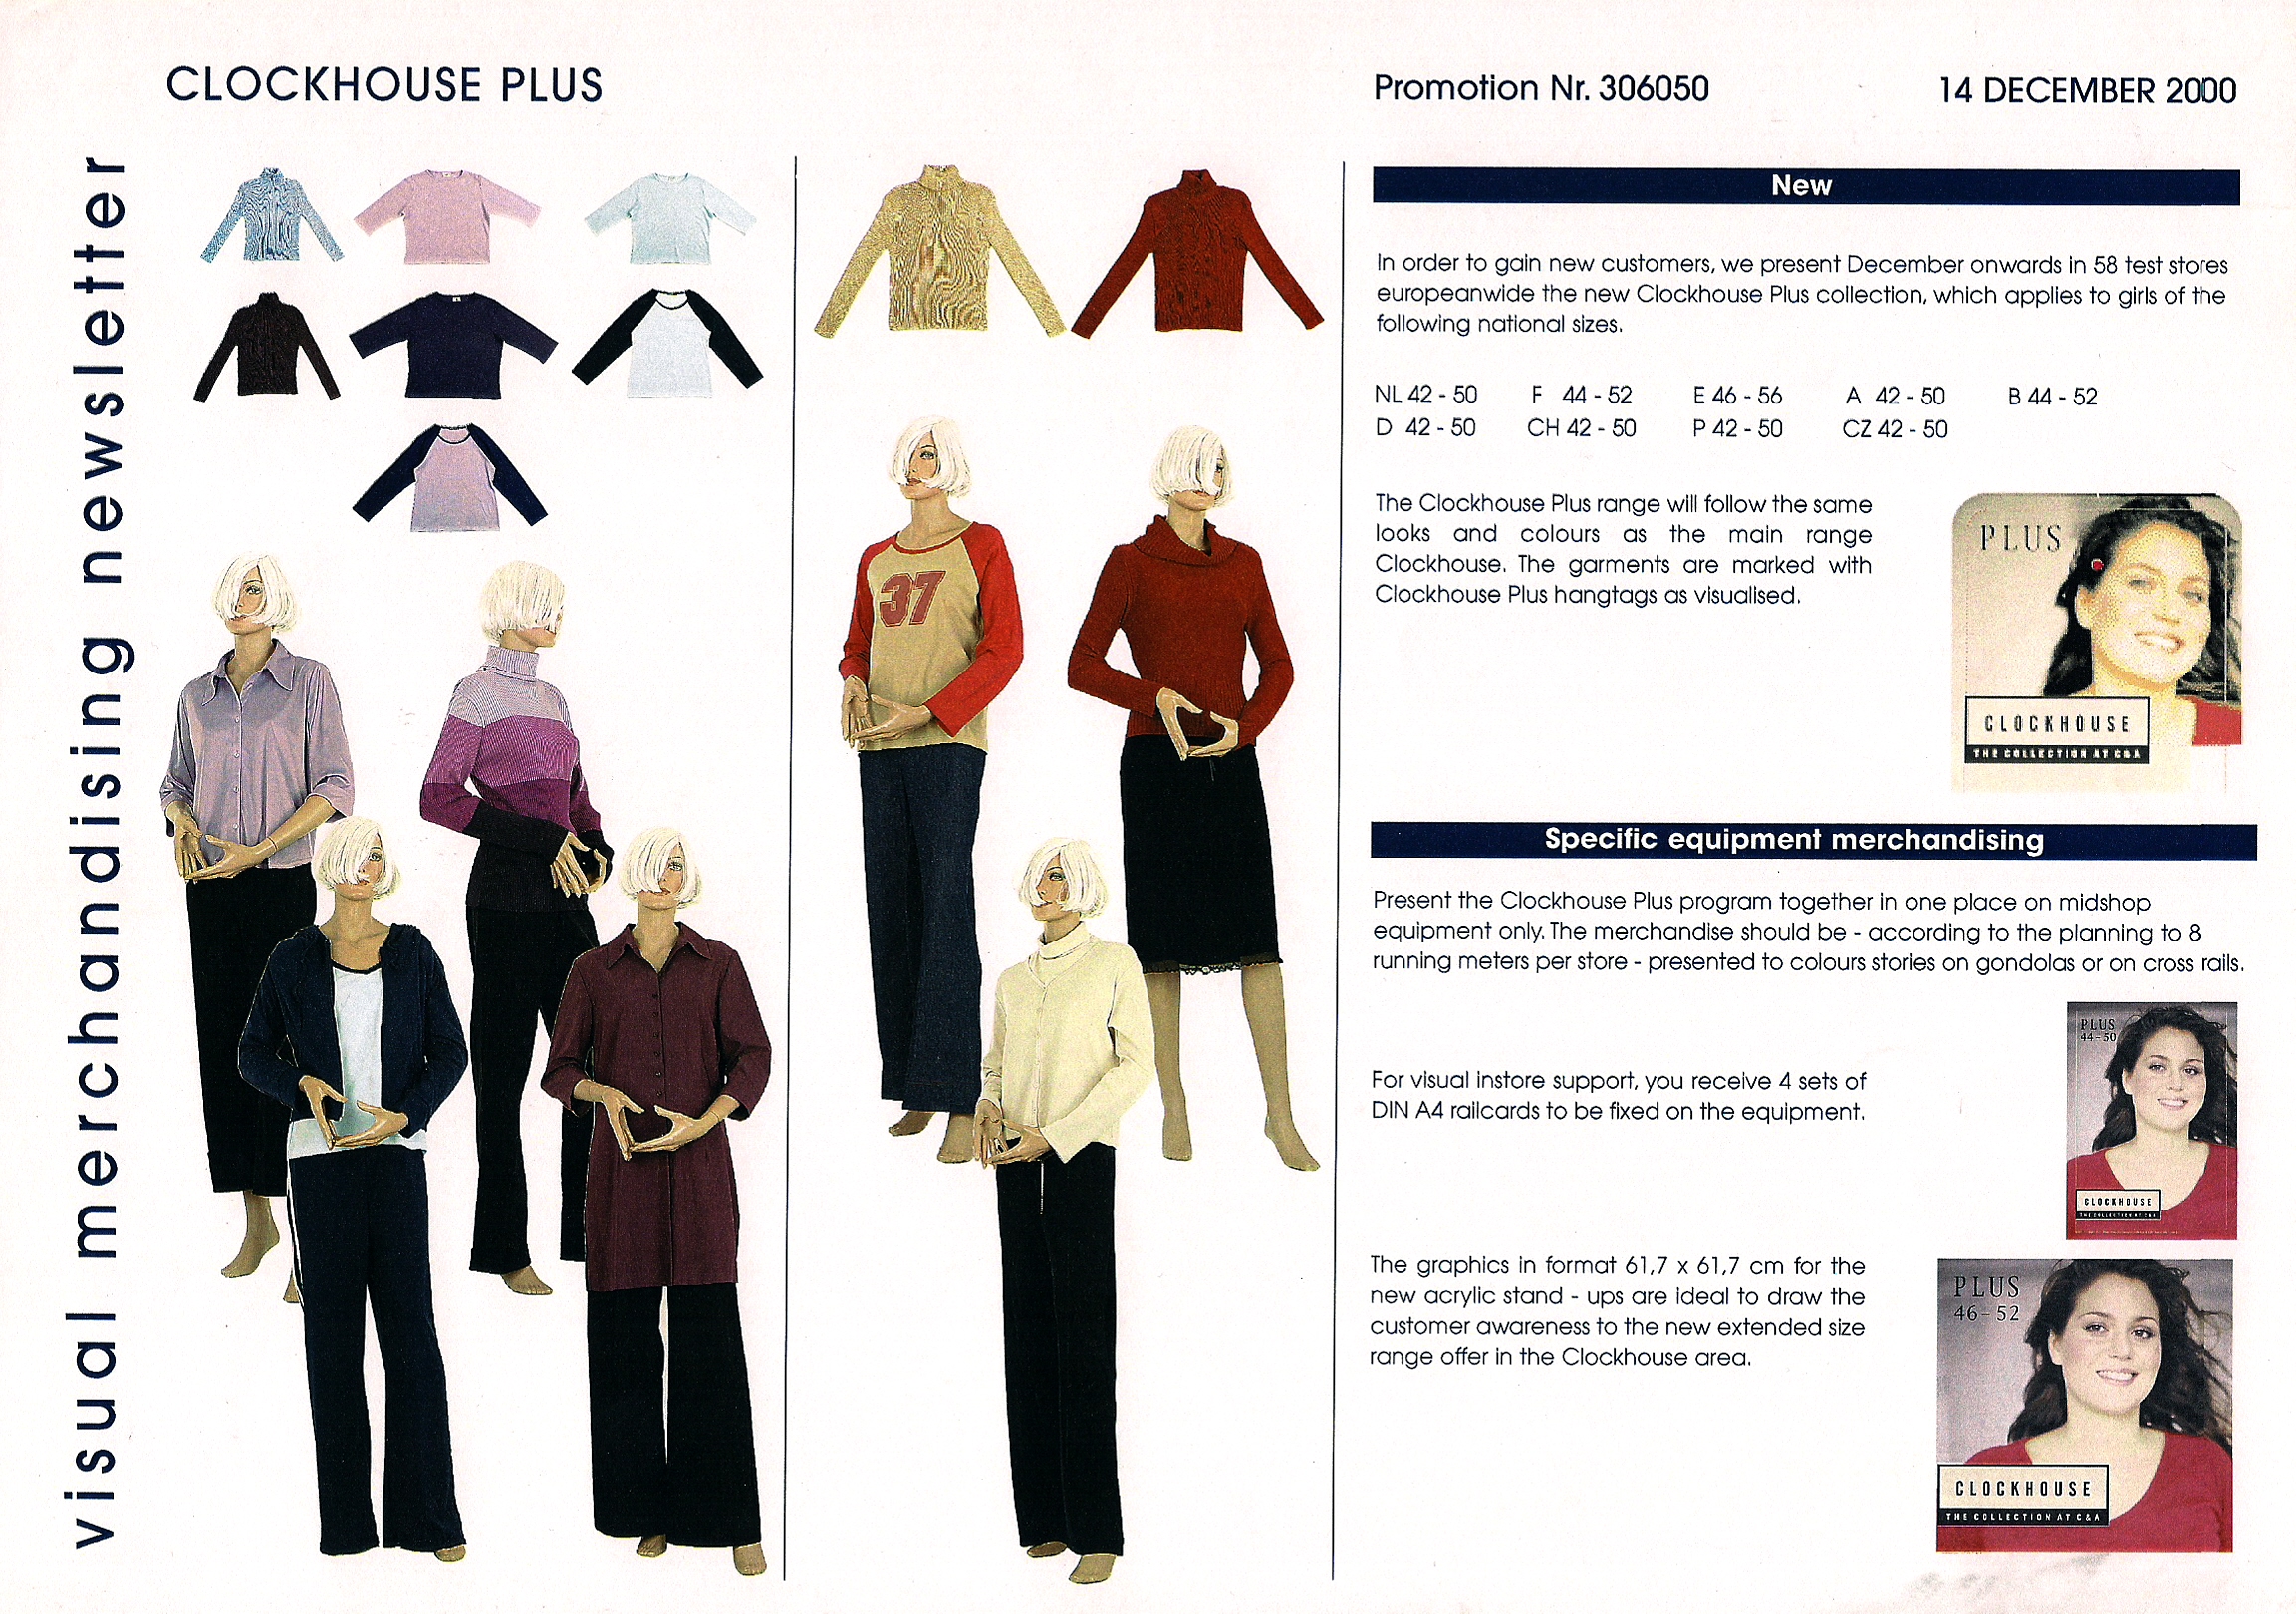 CLOCKHOUSE PLUS
Promotion Nr. 306050
14 DECEMBER 2000
visual merchandising newsletter
37
New
In order to gain new customers, we present December onwards in 58 test stores
europeanwide the new Clockhouse Plus collection, which applies to girls of the
following national sizes.
NL 42 - 50 F 44 - 52 E 46 - 56 A 42 - 50 B 44 - 52
D 42 - 50 CH 42 - 50 P 42 - 50 CZ 42 - 50
The Clockhouse Plus range will follow the same
looks and colours as the main range
Clockhouse. The garments are marked with
Clockhouse Plus hangtags as visualised.
PLUS
CLOCKHOUSE
THE COLLECTION AT C&A
Specific equipment merchandising
Present the Clockhouse Plus program together in one place on midshop
equipment only. The merchandise should be - according to the planning to 8
running meters per store - presented to colours stories on gondolas or on cross rails.
For visual instore support, you receive 4 sets of
DIN A4 railcards to be fixed on the equipment.
PLUS
44-50
CLOCKHOUSE
THE COLLECTION AT C&A
The graphics in format 61,7 x 61,7 cm for the
new acrylic stand - ups are ideal to draw the
customer awareness to the new extended size
range offer in the Clockhouse area.
PLUS
46-52
CLOCKHOUSE
THE COLLECTION AT C&A